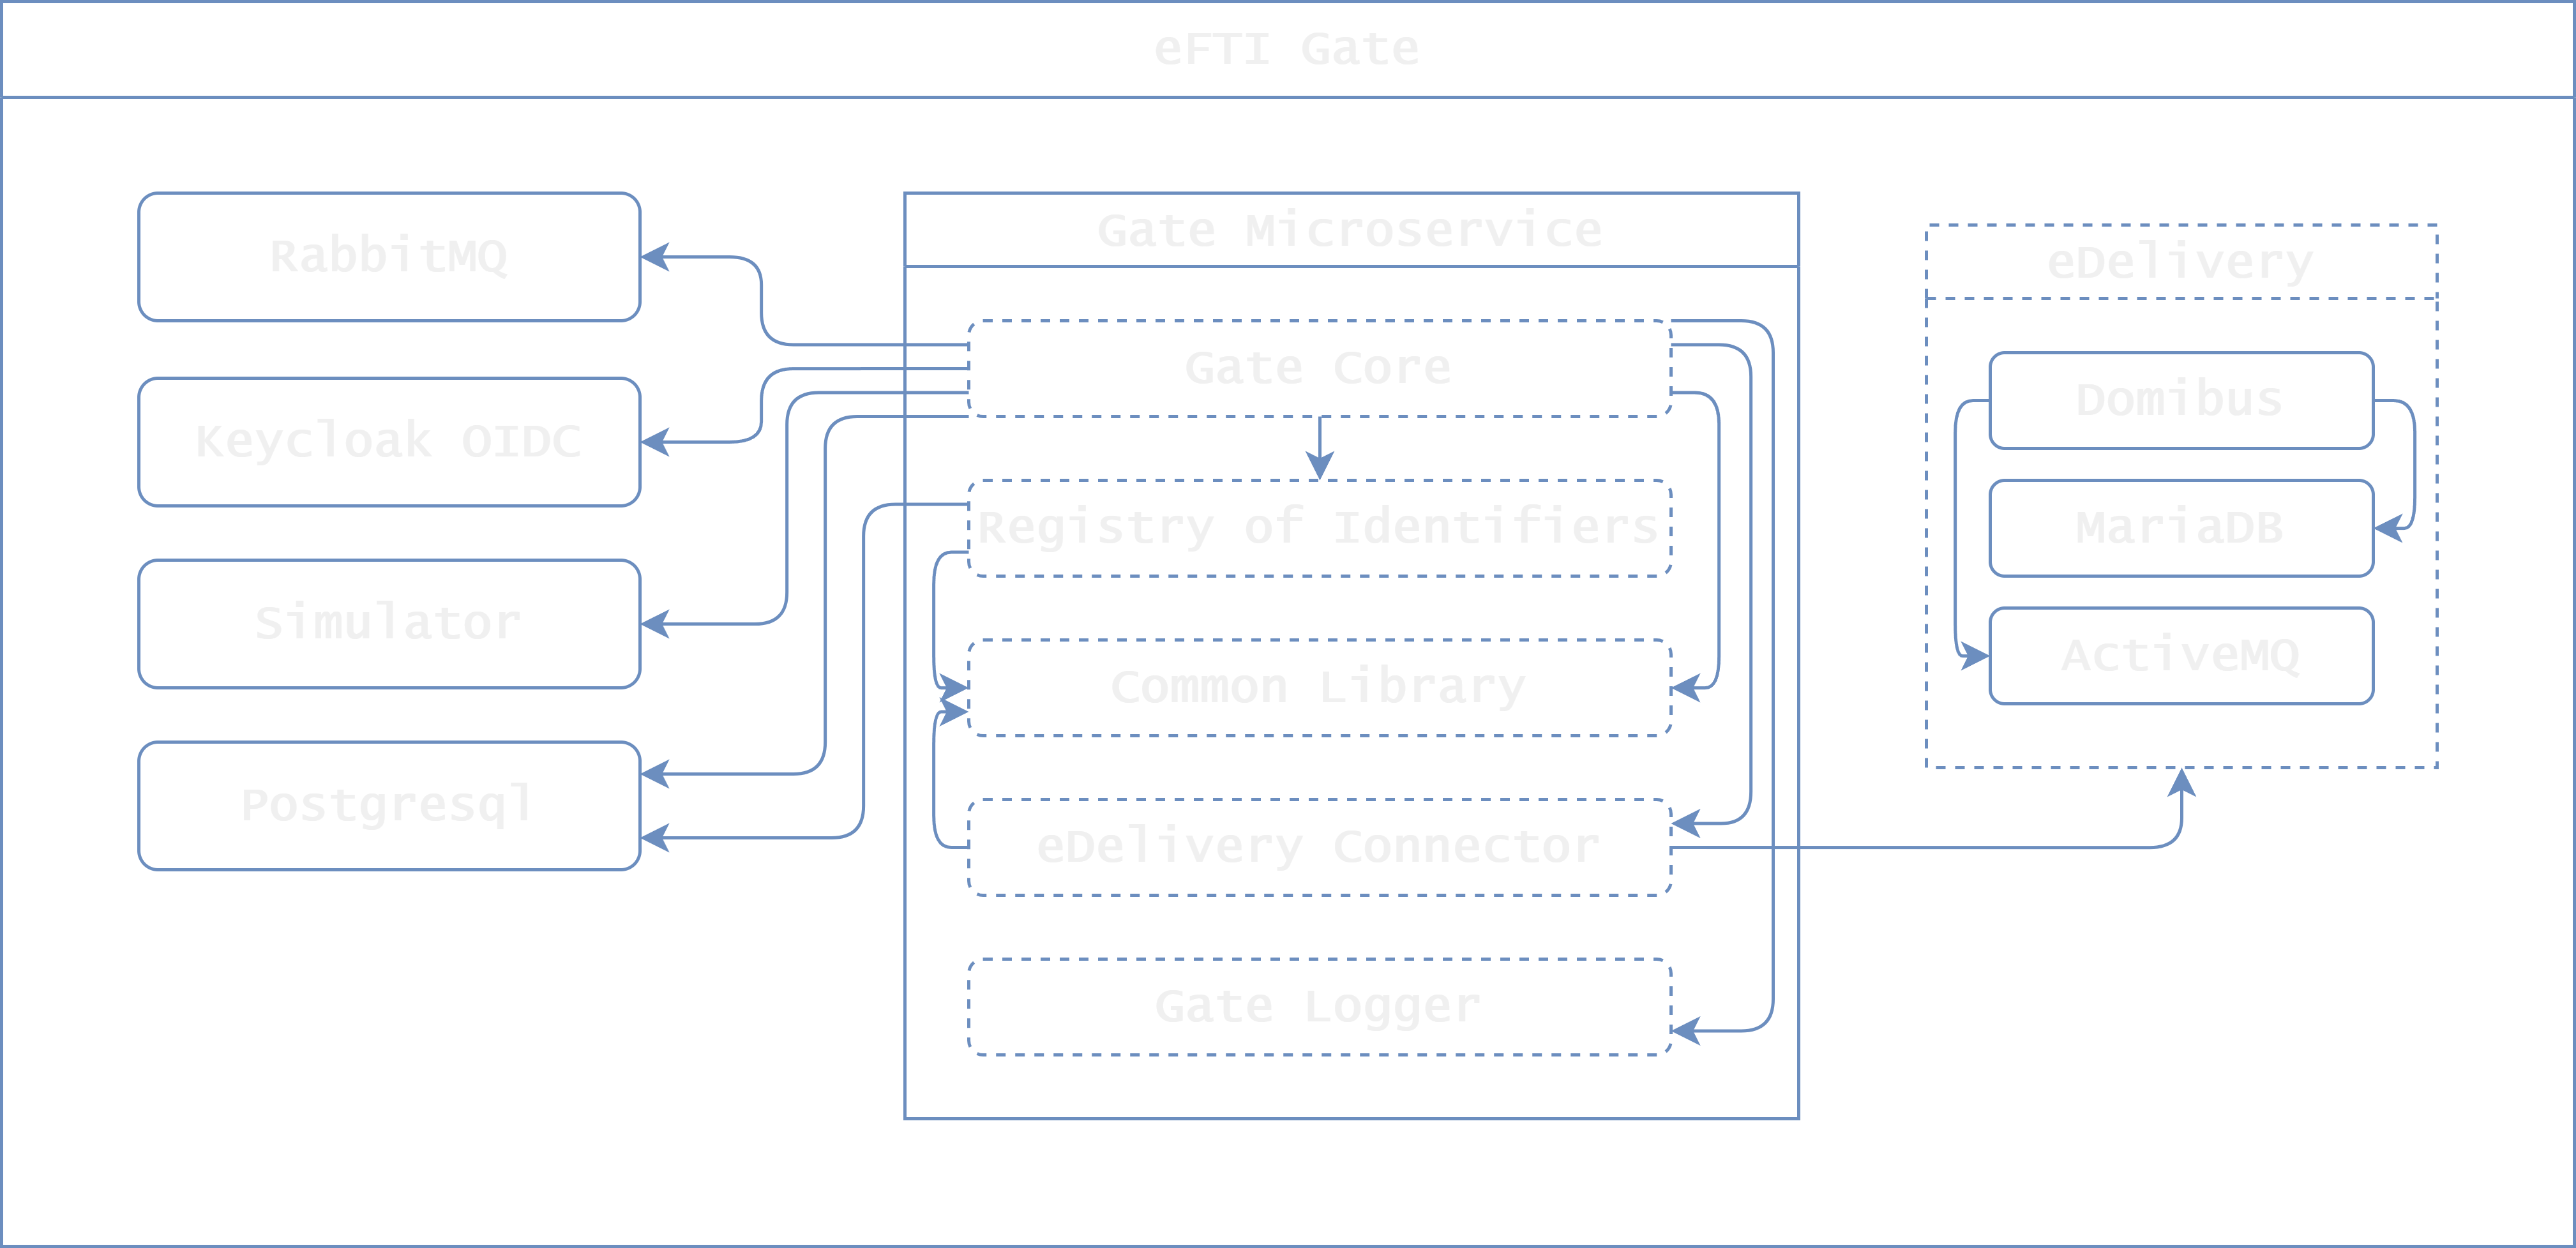 eFTI Gate
RabbitMQ
Keycloak OIDC
Simulator
Postgresql
Gate Microservice
Gate Core
Registry of Identifiers
Common Library
eDelivery Connector
Gate Logger
eDelivery
Domibus
MariaDB
ActiveMQ